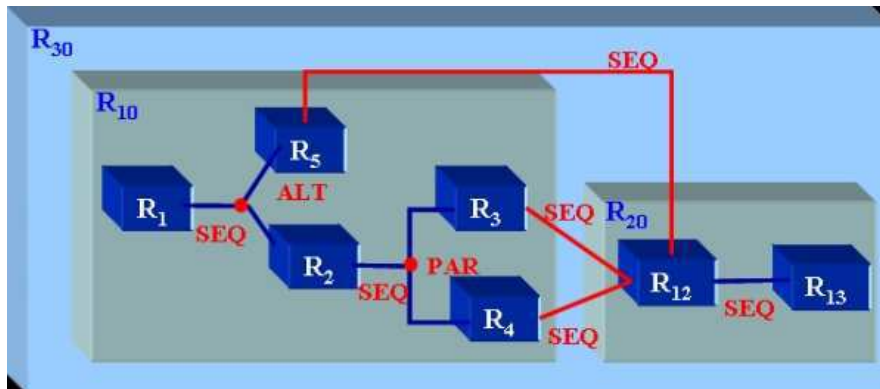 R30
SEQ
R10
R5
ALT
R1
R3
SEQ
R20
SEQ
R2
PAR
R12
R13
SEQ
R4
SEQ
SEQ